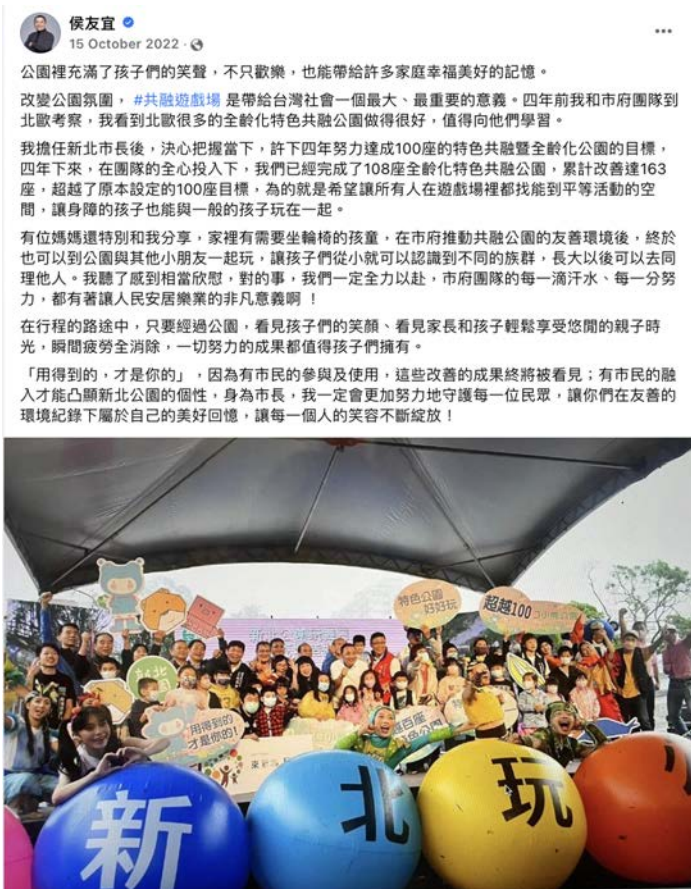 侯友宜
15 October 2022 ·
公園裡充滿了孩子們的笑聲，不只歡樂，也能帶給許多家庭幸福美好的記憶。
改變公園氛圍， #共融遊戲場 是帶給台灣社會一個最大、最重要的意義。四年前我和市府團隊到
北歐考察，我看到北歐很多的全齡化特色共融公園做得很好，值得向他們學習。
我擔任新北市長後，決心把握當下，許下四年努力達成100座的特色共融暨全齡化公園的目標，
四年下來，在團隊的全心投入下，我們已經完成了108座全齡化特色共融公園，累計改善達163
座，超越了原本設定的100座目標，為的就是希望讓所有人在遊戲場裡都找能到平等活動的空
間，讓身障的孩子也能與一般的孩子玩在一起。
有位媽媽還特別和我分享，家裡有需要坐輪椅的孩童，在市府推動共融公園的友善環境後，終於
也可以到公園與其他小朋友一起玩，讓孩子們從小就可以認識到不同的族群，長大以後可以去同
理他人。我聽了感到相當欣慰，對的事，我們一定全力以赴，市府團隊的每一滴汗水、每一分努
力，都有著讓人民安居樂業的非凡意義啊 ！
在行程的路途中，只要經過公園，看見孩子們的笑顏、看見家長和孩子輕鬆享受悠閒的親子時
光，瞬間疲勞全消除，一切努力的成果都值得孩子們擁有。
「用得到的，才是你的」，因為有市民的參與及使用，這些改善的成果終將被看見；有市民的融
入才能凸顯新北公園的個性，身為市長，我一定會更加努力地守護每一位民眾，讓你們在友善的
環境紀錄下屬於自己的美好回憶，讓每一個人的笑容不斷綻放！
特色公園
好好玩
超越100
新北
用得到的
才是你的!
新
北
玩